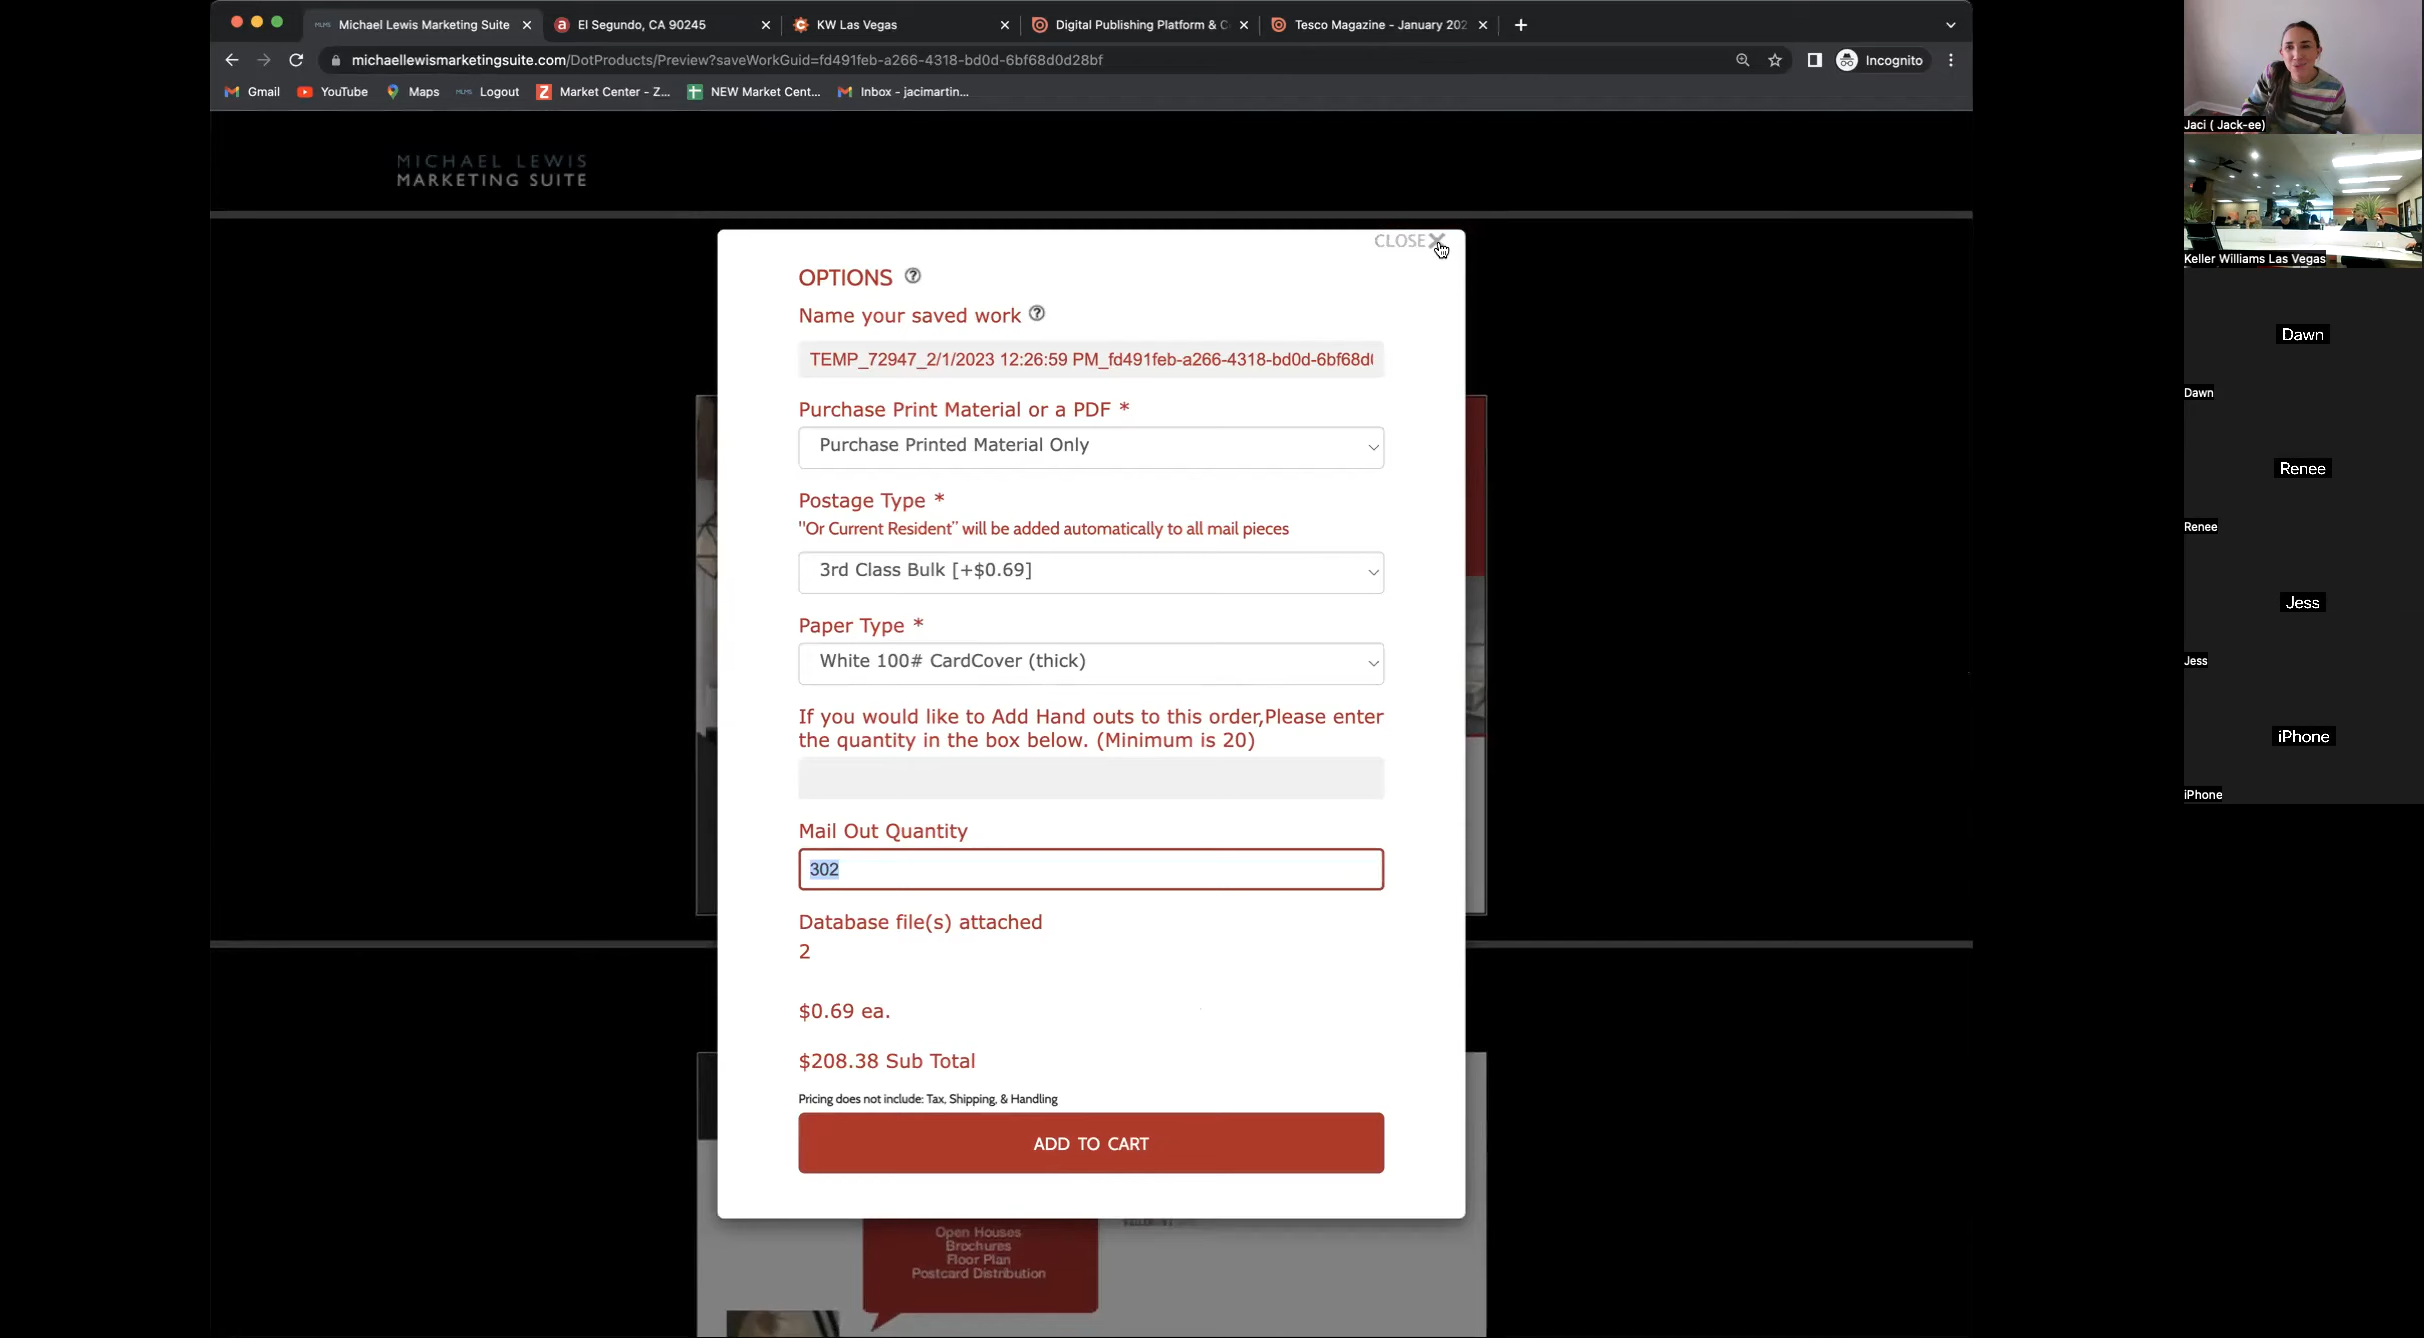 Michael Lewis Marketing Suite
El Segundo, CA 90245
KW Las Vegas
Digital Publishing Platform & C
Tesco Magazine - January 202
michaellewismarketingsuite.com/DotProducts/Preview?saveWorkGuid=fd491feb-a266-4318-bd0d-6bf68d0d28bf
Incognito
Gmail
YouTube
Maps
Logout
Market Center - Z...
NEW Market Cent...
Inbox - jacimartin...
MICHAEL LEWIS
MARKETING SUITE
CLOSE
OPTIONS
Name your saved work
TEMP_72947_2/1/2023 12:26:59 PM_fd491feb-a266-4318-bd0d-6bf68d(
Purchase Print Material or a PDF *
Purchase Printed Material Only
Postage Type *
"Or Current Resident" will be added automatically to all mail pieces
3rd Class Bulk [+$0.69]
Paper Type *
White 100# CardCover (thick)
If you would like to Add Hand outs to this order,Please enter
the quantity in the box below. (Minimum is 20)
Mail Out Quantity
302
Database file(s) attached
2
$0.69 ea.
$208.38 Sub Total
Pricing does not include: Tax, Shipping, & Handling
ADD TO CART
Open Houses
Brochures
Floor Plan
Postcard Distribution
Jaci ( Jack-ee)
Keller Williams Las Vegas
Dawn
Dawn
Renee
Renee
Jess
Jess
iPhone
iPhone